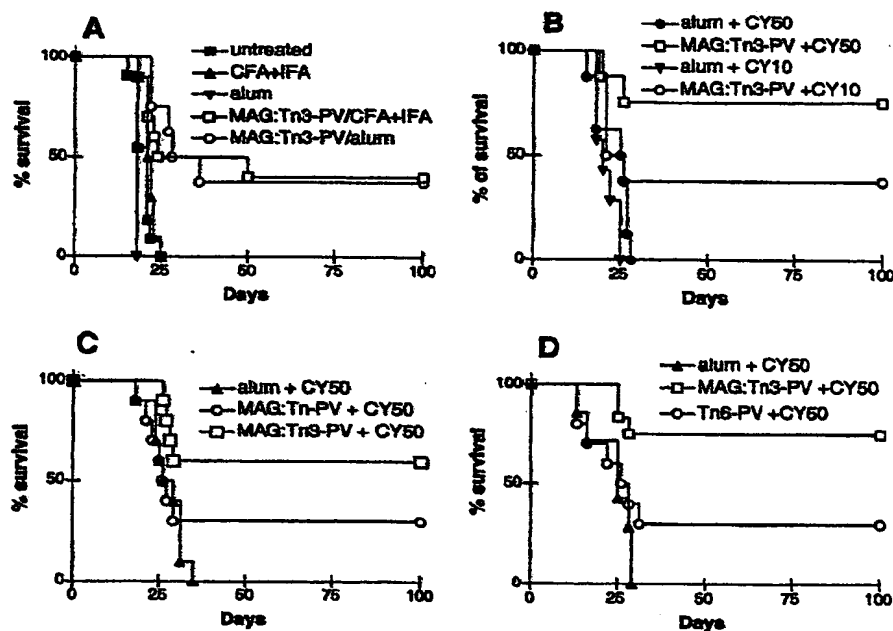 A
untreated
CFA+IFA
alum
MAG:Tn3-PV/CFA+IFA
MAG:Tn3-PV/alum
% survival
100
50
0
0 25 50 75 100
Days
B
alum + CY50
MAG:Tn3-PV +CY50
alum + CY10
MAG:Tn3-PV +CY10
% of survival
100
50
0
0 25 50 75 100
Days
C
alum + CY50
MAG:Tn-PV + CY50
MAG:Tn3-PV + CY50
% survival
100
50
0
0 25 50 75 100
Days
D
alum + CY50
MAG:Tn3-PV +CY50
Tn6-PV +CY50
% survival
100
50
0
0 25 50 75 100
Days